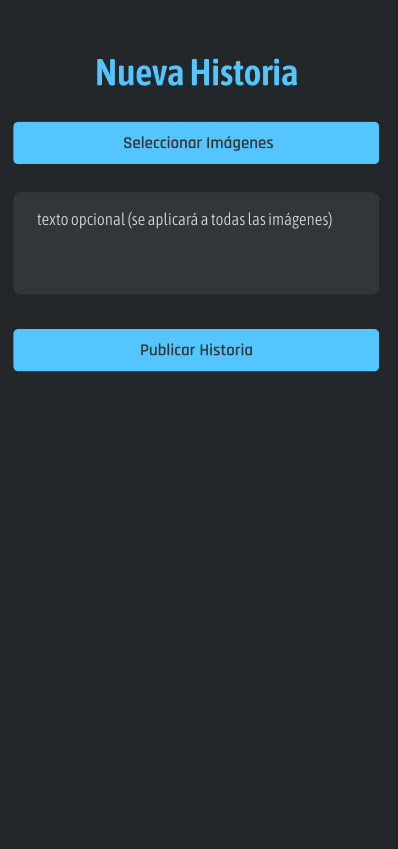 Nueva Historia
Seleccionar Imágenes
texto opcional (se aplicará a todas las imágenes)
Publicar Historia